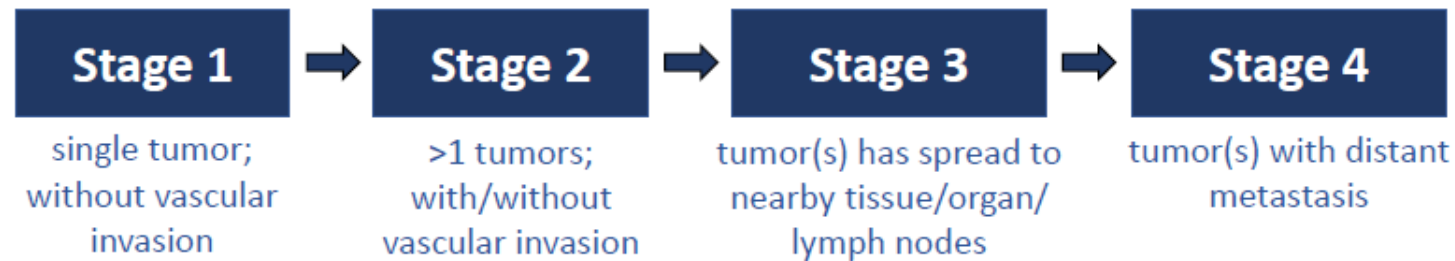 Stage 1
Stage 2
Stage 3
Stage 4
single tumor;
without vascular
invasion
>1 tumors;
with/without
vascular invasion
tumor(s) has spread to
nearby tissue/organ/
lymph nodes
tumor(s) with distant
metastasis